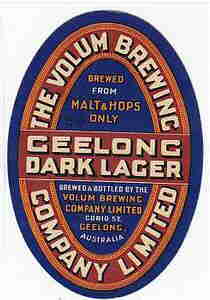 THE VOLUM BREWING
BREWED
FROM
MALT & HOPS
ONLY
GEELONG
DARK LAGER
BREWED & BOTTLED BY THE
VOLUM BREWING
COMPANY LIMITED
CORIO ST.
GEELONG,
AUSTRALIA
COMPANY LIMITED